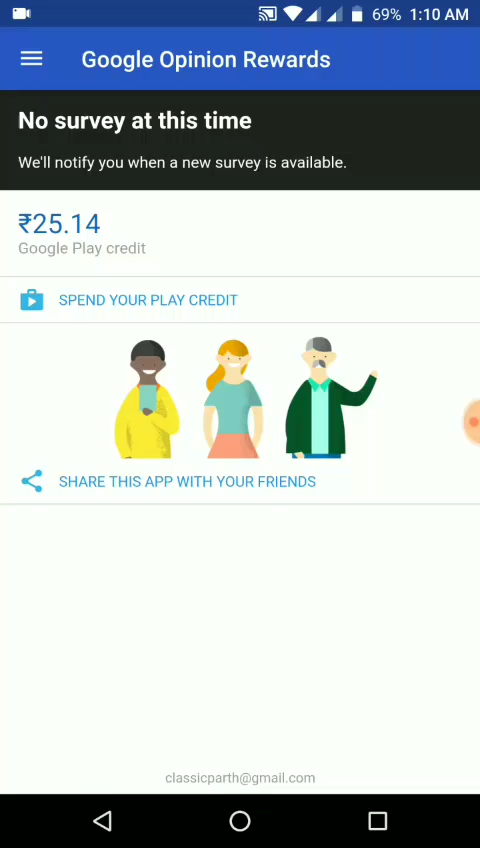 69% 1:10 AM
Google Opinion Rewards
No survey at this time
We'll notify you when a new survey is available.
₹25.14
Google Play credit
SPEND YOUR PLAY CREDIT
SHARE THIS APP WITH YOUR FRIENDS
classicparth@gmail.com